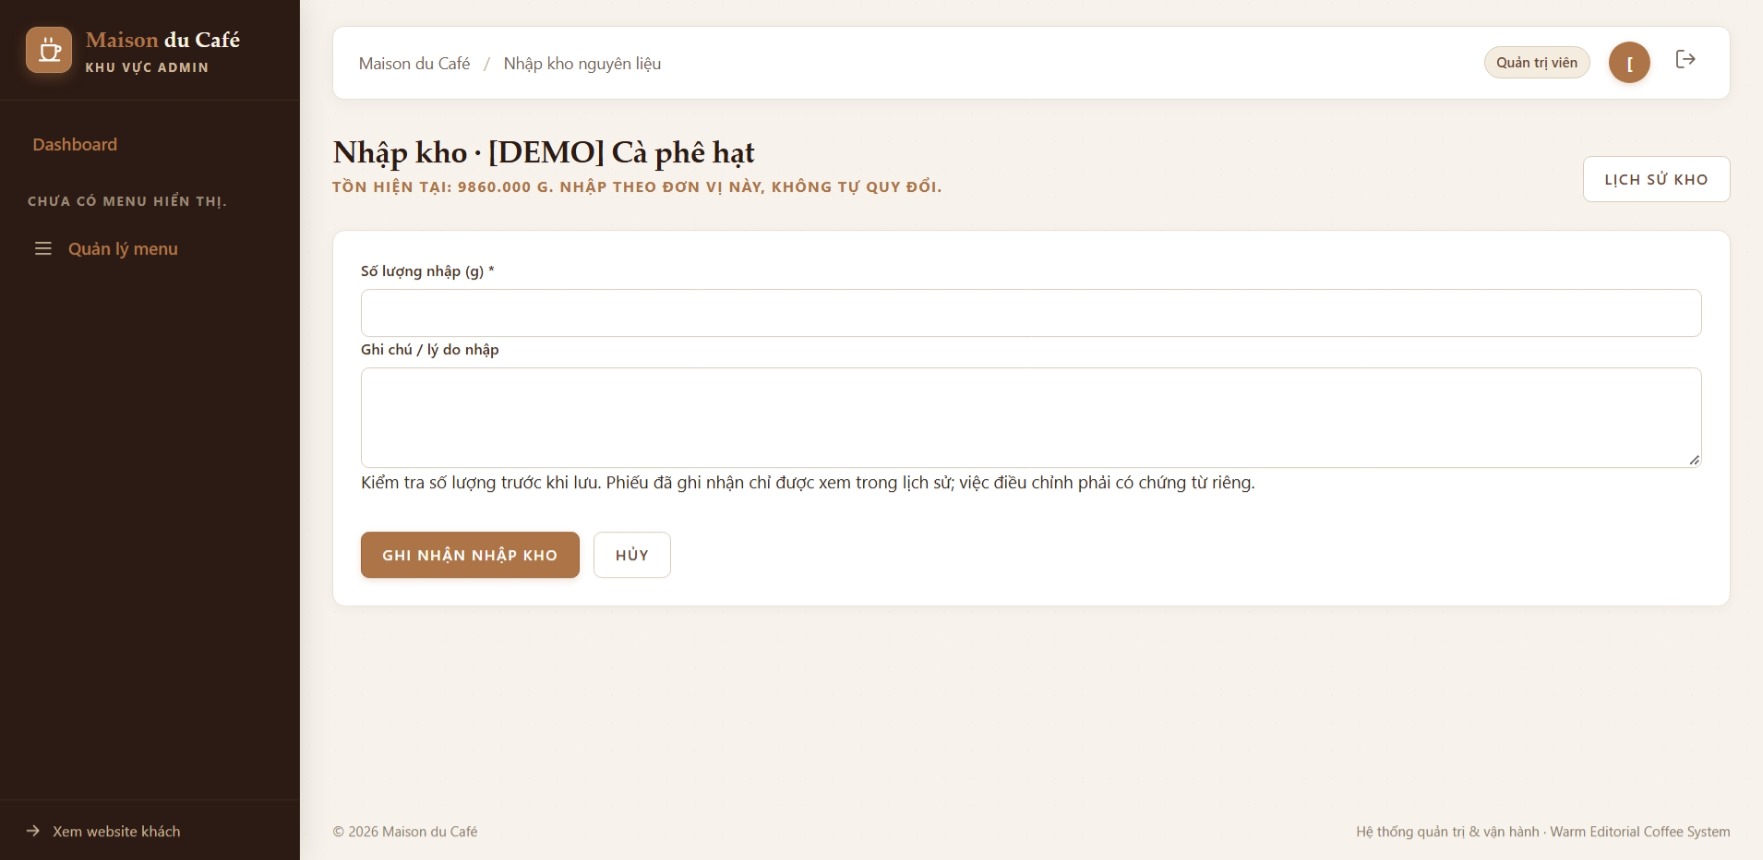 Maison du Café
KHU VỰC ADMIN
Dashboard
CHƯA CÓ MENU HIỂN THỊ.
Quản lý menu
Xem website khách
Maison du Café / Nhập kho nguyên liệu
Quản trị viên
[
Nhập kho · [DEMO] Cà phê hạt
TỒN HIỆN TẠI: 9860.000 G. NHẬP THEO ĐƠN VỊ NÀY, KHÔNG TỰ QUY ĐỔI.
LỊCH SỬ KHO
Số lượng nhập (g) *
Ghi chú / lý do nhập
Kiểm tra số lượng trước khi lưu. Phiếu đã ghi nhận chỉ được xem trong lịch sử; việc điều chỉnh phải có chứng từ riêng.
GHI NHẬN NHẬP KHO
HỦY
© 2026 Maison du Café
Hệ thống quản trị & vận hành · Warm Editorial Coffee System